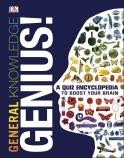 DK
GENERAL KNOWLEDGE
GENIUS!
A QUIZ ENCYCLOPEDIA
TO BOOST YOUR BRAIN